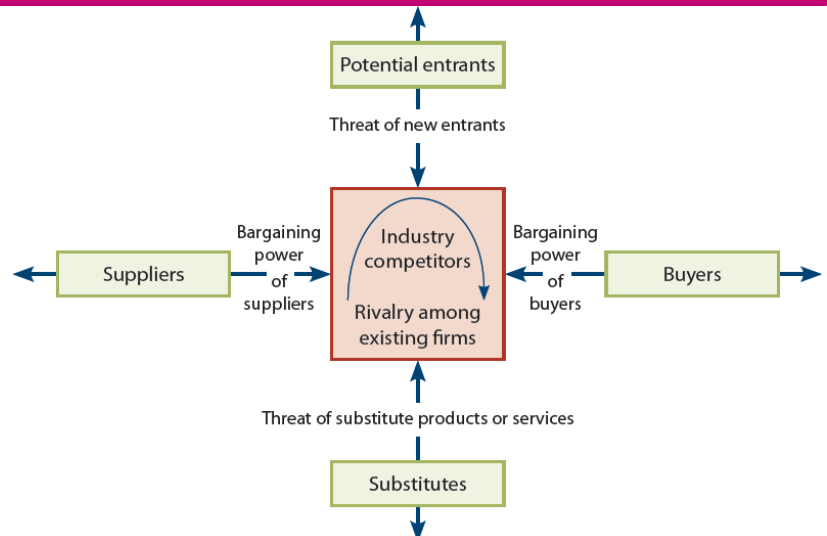 Potential entrants
Threat of new entrants
Bargaining
power
of
suppliers
Industry
competitors
Bargaining
power
of
buyers
Suppliers
Buyers
Rivalry among
existing firms
Threat of substitute products or services
Substitutes